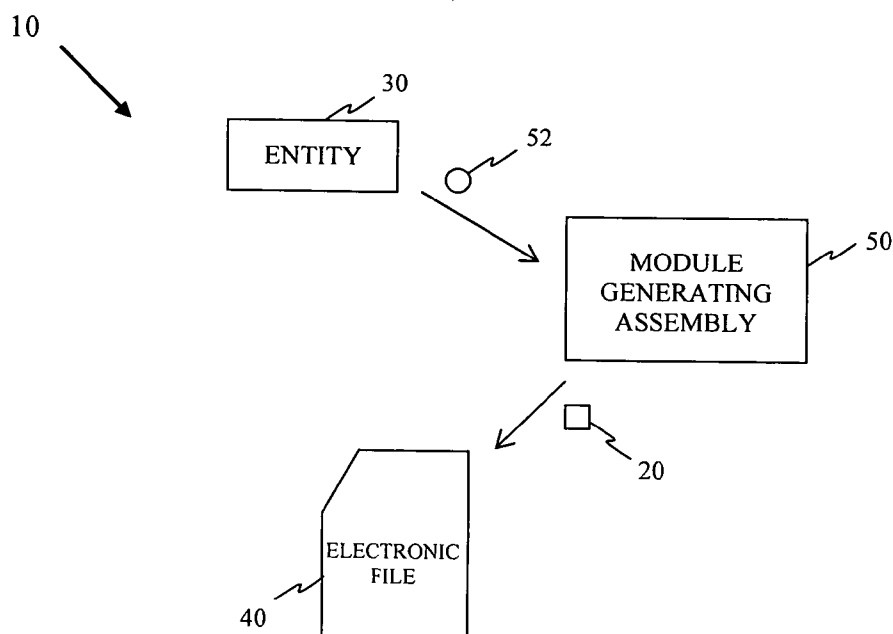 10
30
ENTITY
52
MODULE
GENERATING
ASSEMBLY
50
20
ELECTRONIC
FILE
40